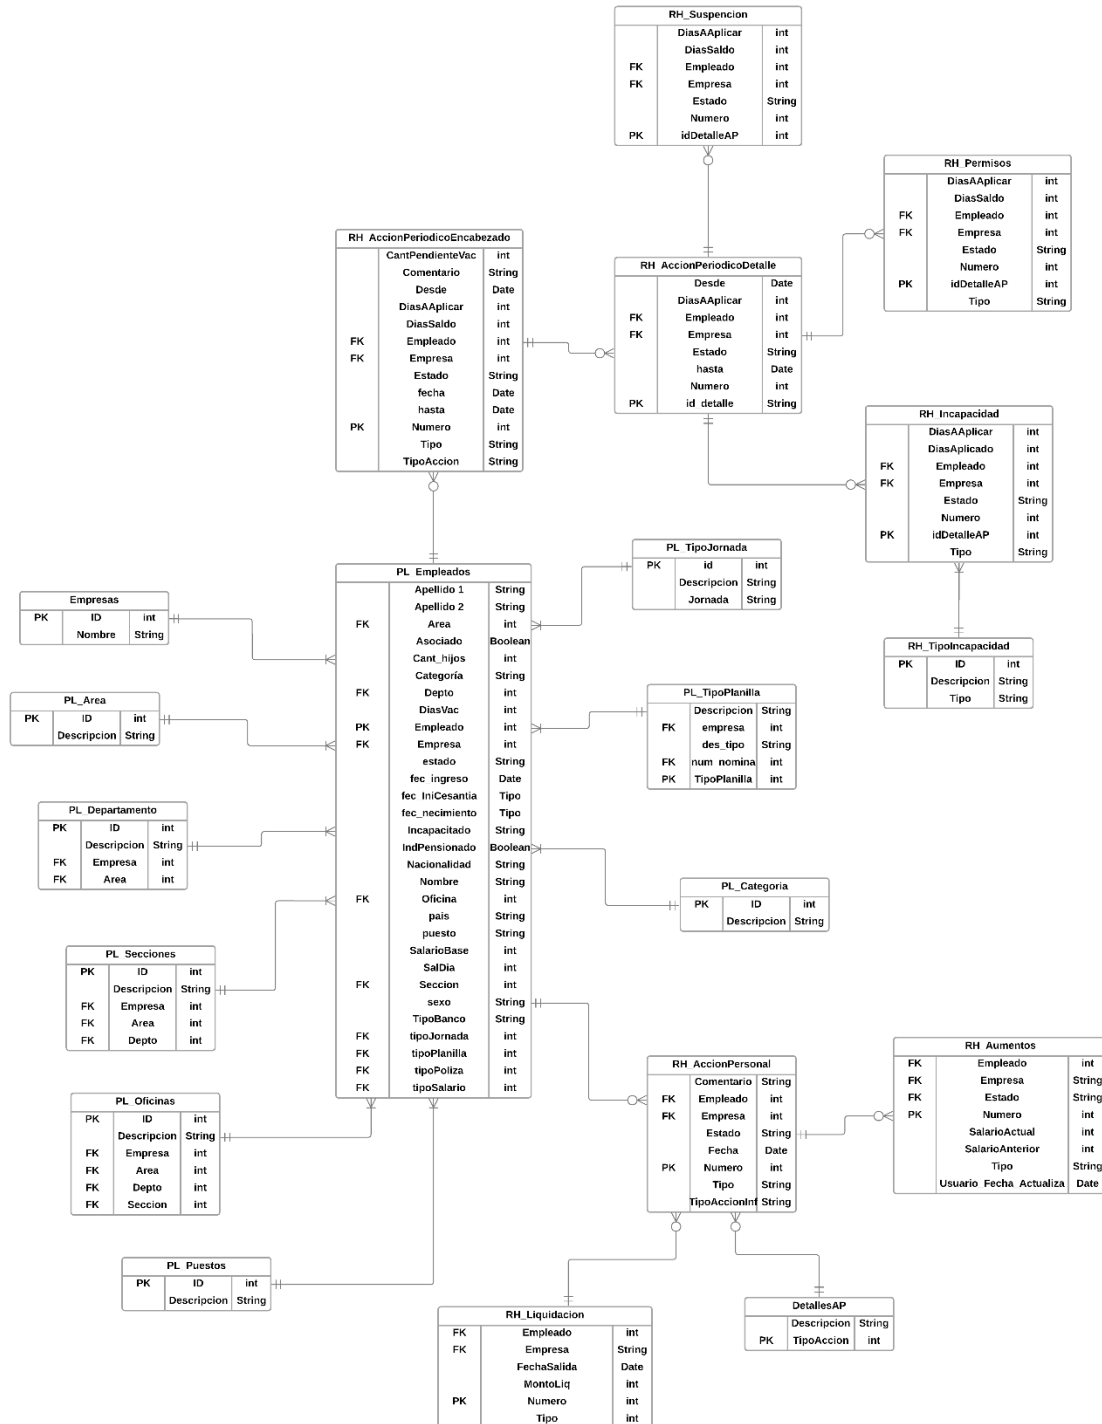 RH_Suspencion
DiasAAplicar int
DiasSaldo int
FK Empleado int
FK Empresa int
Estado String
Numero int
PK idDetalleAP int
RH_Permisos
DiasAAplicar int
DiasSaldo int
FK Empleado int
FK Empresa int
Estado String
Numero int
PK idDetalleAP int
Tipo String
RH_AccionPeriodicoEncabezado
CantPendienteVac int
Comentario String
Desde Date
DiasAAplicar int
DiasSaldo int
FK Empleado int
FK Empresa int
Estado String
fecha Date
hasta Date
PK Numero int
Tipo String
TipoAccion String
RH_AccionPeriodicoDetalle
Desde Date
DiasAAplicar int
FK Empleado int
FK Empresa int
Estado String
hasta Date
Numero int
PK id_detalle String
RH_Incapacidad
DiasAAplicar int
DiasAplicado int
FK Empleado int
FK Empresa int
Estado String
Numero int
PK idDetalleAP int
Tipo String
PL_TipoJornada
PK id int
Descripcion String
Jornada String
RH_TipoIncapacidad
PK ID int
Descripcion String
Tipo String
PL_Empleados
Apellido 1 String
Apellido 2 String
FK Area int
Asociado Boolean
Cant_hijos int
Categoría String
FK Depto int
DiasVac int
PK Empleado int
FK Empresa int
estado String
fec_ingreso Date
fec_IniCesantia Tipo
fec_necimiento Tipo
Incapacitado String
IndPensionado Boolean
Nacionalidad String
Nombre String
FK Oficina int
pais String
puesto String
SalarioBase int
SalDia int
FK Seccion int
sexo String
TipoBanco String
FK tipoJornada int
FK tipoPlanilla int
FK tipoPoliza int
FK tipoSalario int
Empresas
PK ID int
Nombre String
PL_Area
PK ID int
Descripcion String
PL_TipoPlanilla
Descripcion String
FK empresa int
des_tipo String
FK num_nomina int
PK TipoPlanilla int
PL_Departamento
PK ID int
Descripcion String
FK Empresa int
FK Area int
PL_Categoria
PK ID int
Descripcion String
PL_Secciones
PK ID int
Descripcion String
FK Empresa int
FK Area int
FK Depto int
PL_Oficinas
PK ID int
Descripcion String
FK Empresa int
FK Area int
FK Depto int
FK Seccion int
RH_AccionPersonal
Comentario String
FK Empleado int
FK Empresa int
Estado String
Fecha Date
PK Numero int
Tipo String
TipoAccionInf String
RH_Aumentos
FK Empleado int
FK Empresa String
FK Estado String
PK Numero int
SalarioActual int
SalarioAnterior int
Tipo String
Usuario_Fecha_Actualiza Date
PL_Puestos
PK ID int
Descripcion String
RH_Liquidacion
FK Empleado int
FK Empresa String
FechaSalida Date
MontoLiq int
PK Numero int
Tipo int
DetallesAP
Descripcion String
PK TipoAccion int